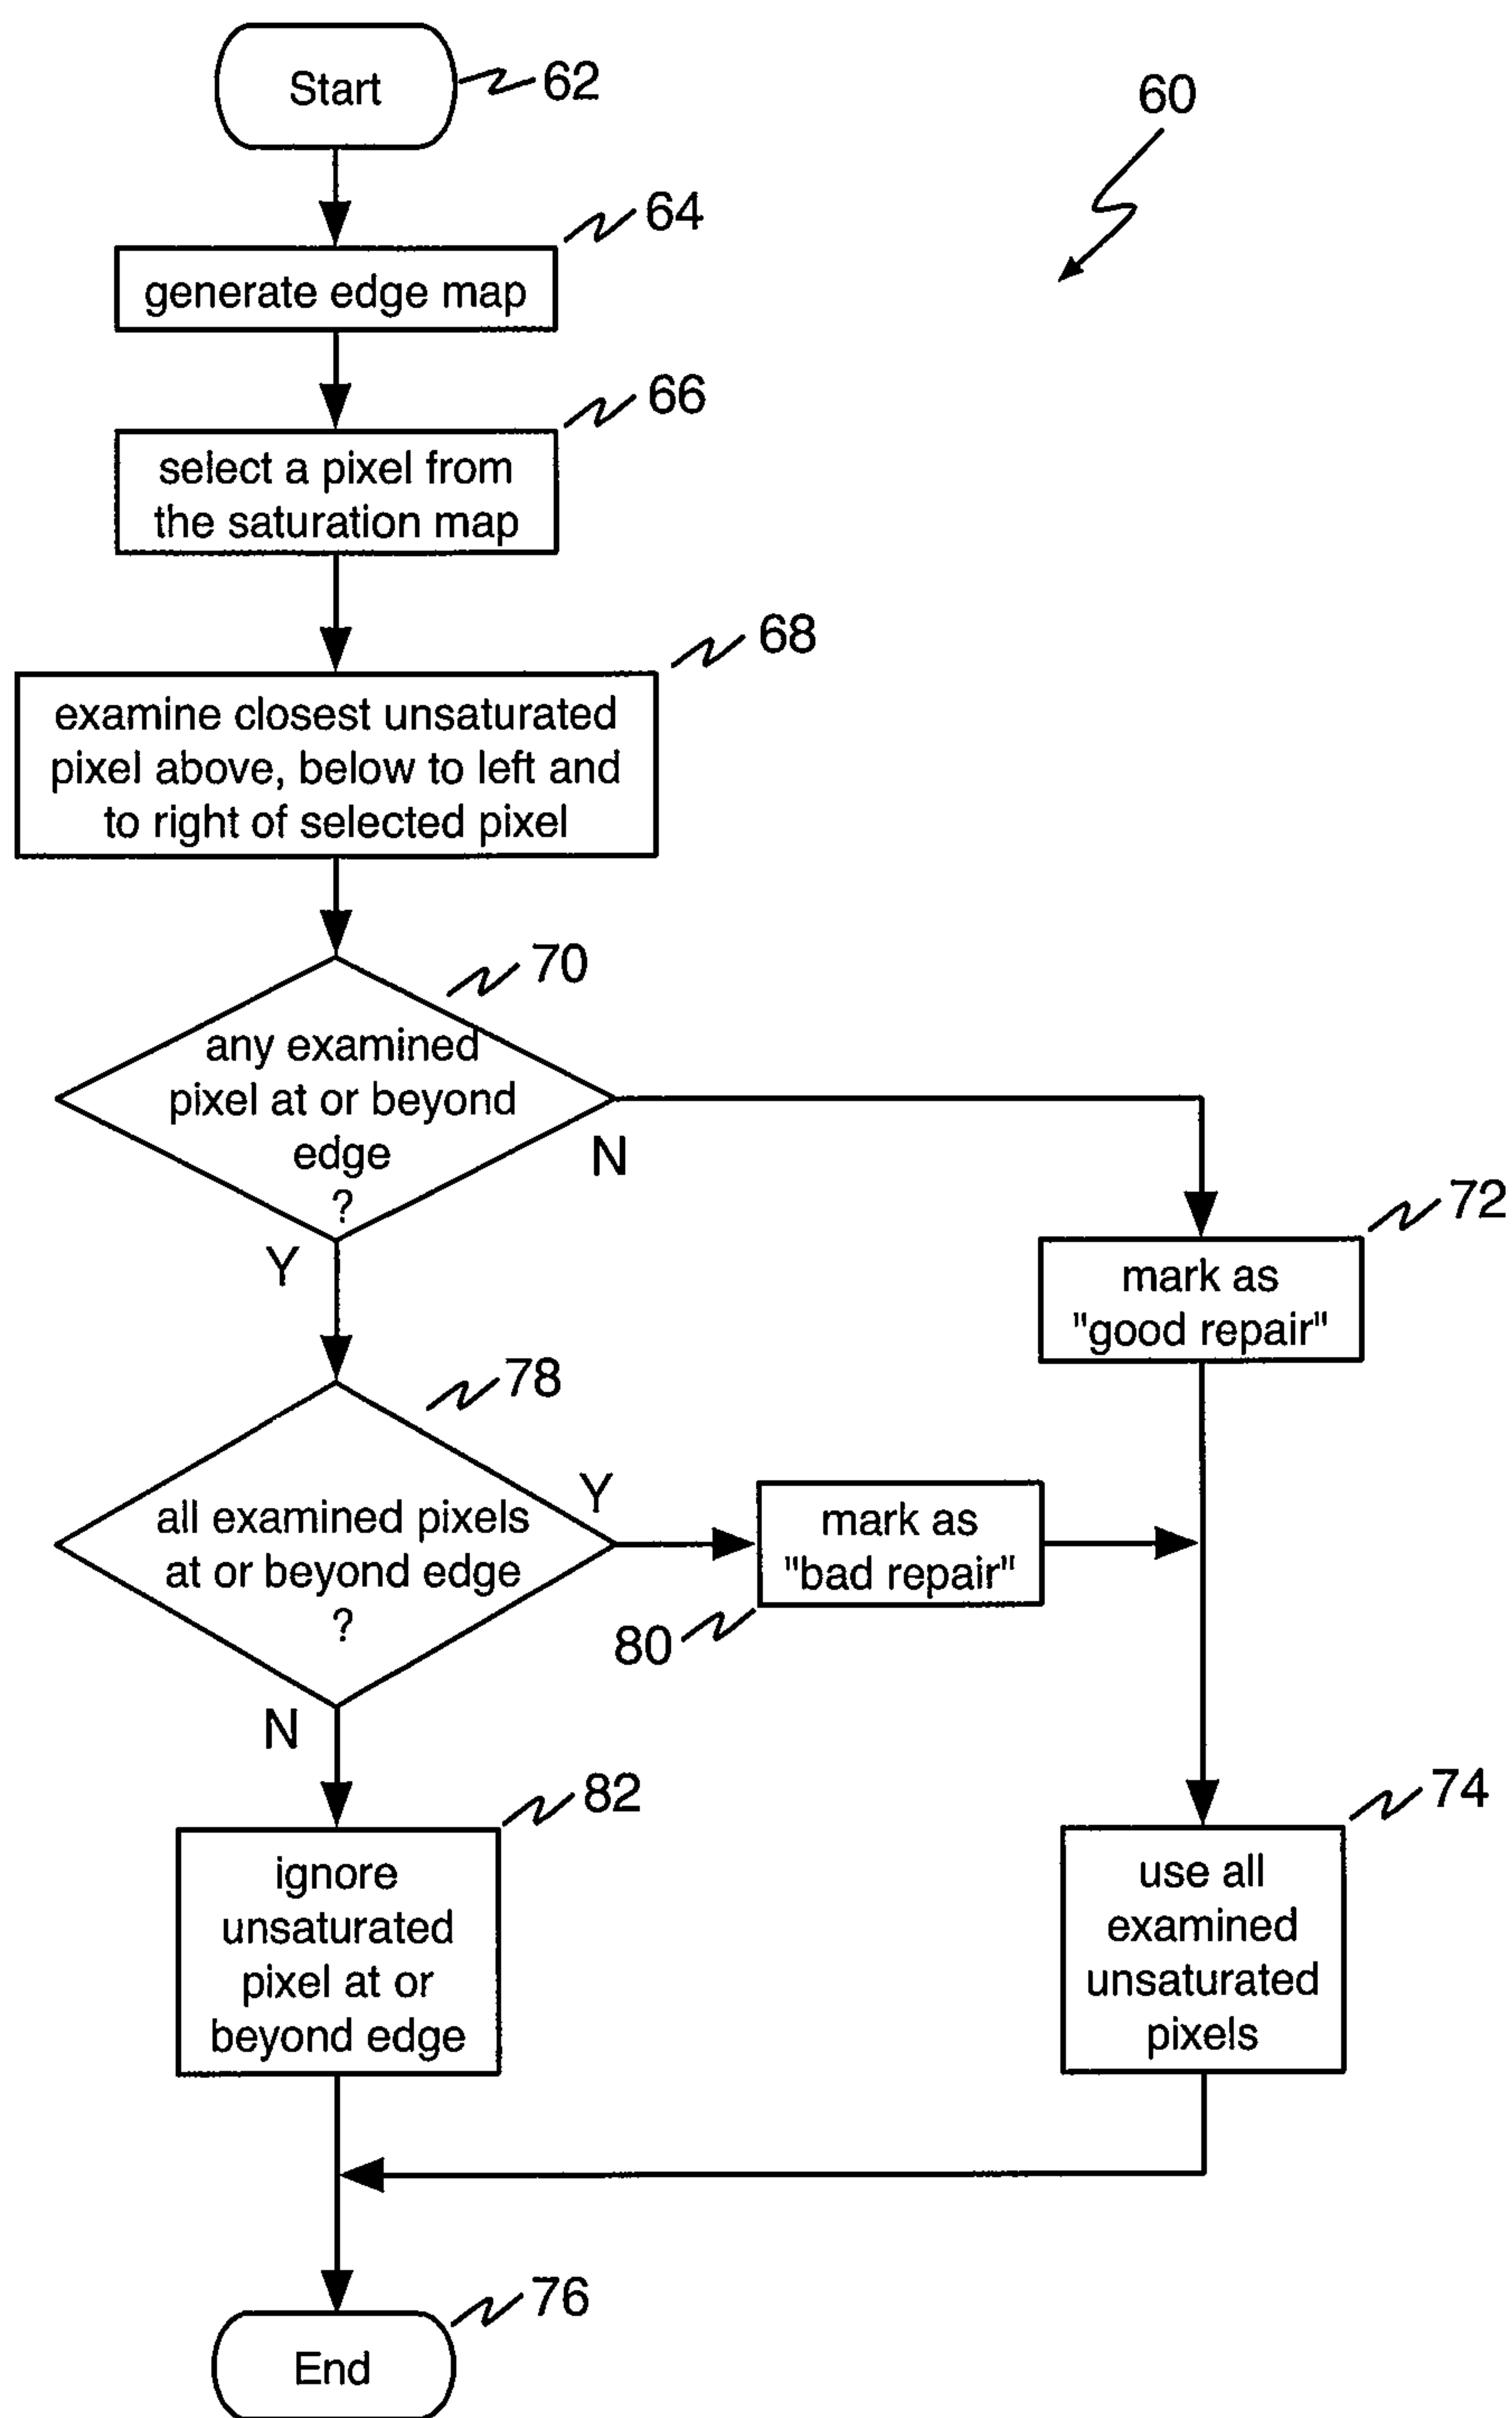 Start
62
60
64
generate edge map
66
select a pixel from
the saturation map
68
examine closest unsaturated
pixel above, below to left and
to right of selected pixel
70
any examined
pixel at or beyond
edge
?
N
Y
72
mark as
"good repair"
78
all examined pixels
at or beyond edge
?
Y
N
mark as
"bad repair"
80
82
ignore
unsaturated
pixel at or
beyond edge
74
use all
examined
unsaturated
pixels
76
End